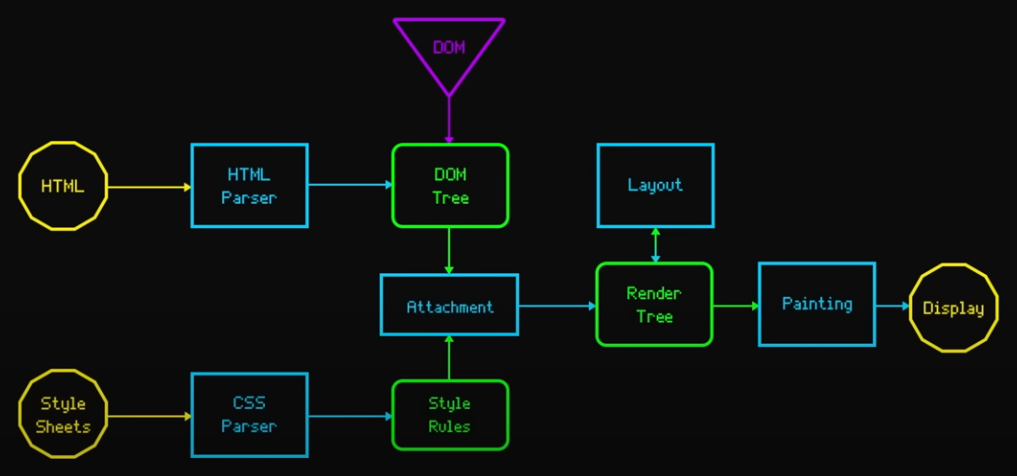 DOM
HTML
HTML
Parser
DOM
Tree
Layout
Attachment
Render
Tree
Painting
Display
Style
Sheets
CSS
Parser
Style
Rules